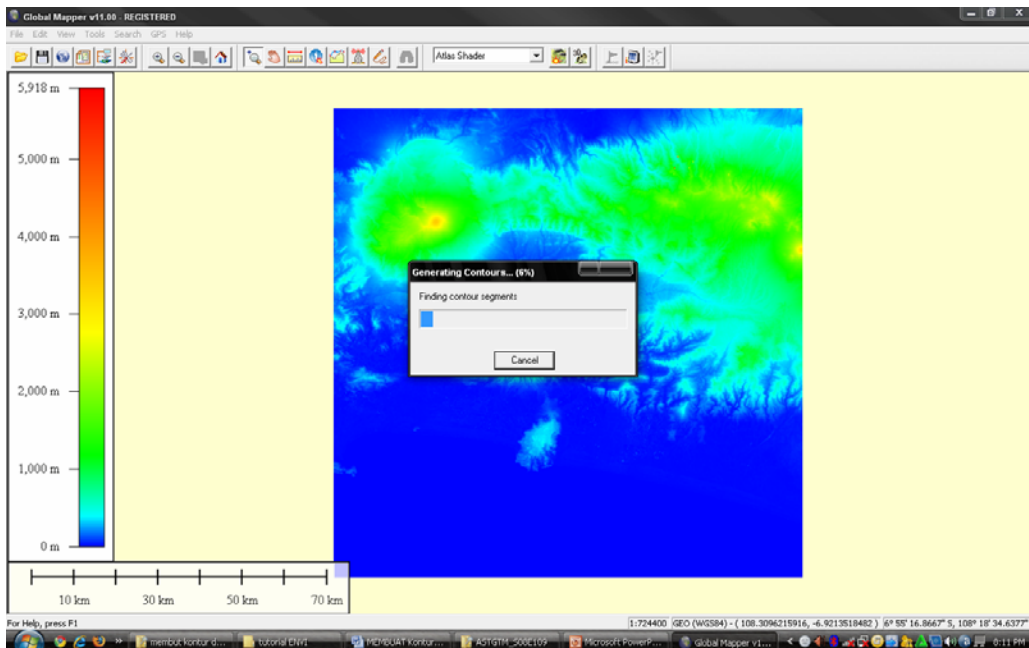 Global Mapper v11.00 - REGISTERED
File Edit View Tools Search GPS Help
Atlas Shader
5,918 m
5,000 m
4,000 m
3,000 m
2,000 m
1,000 m
0 m
Generating Contours... (6%)
Finding contour segments
Cancel
10 km 30 km 50 km 70 km
For Help, press F1
1:724400 GEO (WGS84) - ( 108.3096215916, -6.9213518482 ) 6° 55' 16.8667" S, 108° 18' 34.6377"
membut kontur d... tutorial ENVI MEMBUAT Kontur... ASTGTM_S00E109 Microsoft PowerP... Global Mapper v1... 0:11 PM